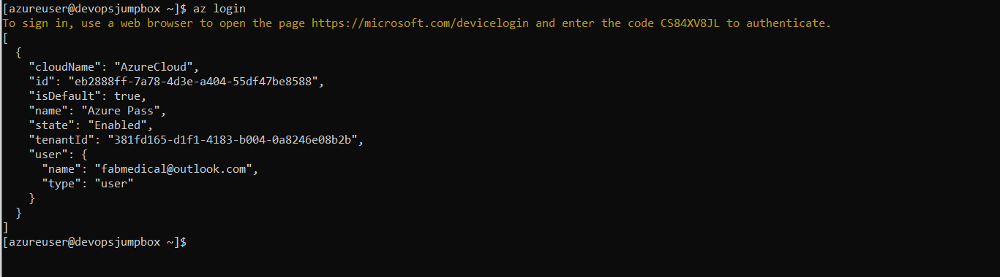 [azureuser@devopsjumpbox ~]$ az login
To sign in, use a web browser to open the page https://microsoft.com/devicelogin and enter the code CS84XV8JL to authenticate.
[
  {
    "cloudName": "AzureCloud",
    "id": "eb2888ff-7a78-4d3e-a404-55df47be8588",
    "isDefault": true,
    "name": "Azure Pass",
    "state": "Enabled",
    "tenantId": "381fd165-d1f1-4183-b004-0a8246e08b2b",
    "user": {
      "name": "fabmedical@outlook.com",
      "type": "user"
    }
  }
]
[azureuser@devopsjumpbox ~]$